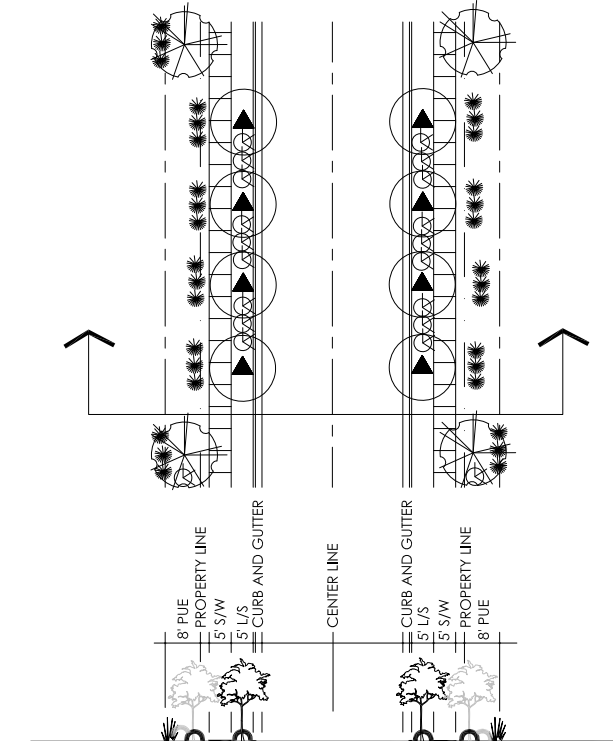 8' PUE
PROPERTY LINE
5' S/W
5' L/S
CURB AND GUTTER
CENTER LINE
CURB AND GUTTER
5' L/S
5' S/W
PROPERTY LINE
8' PUE